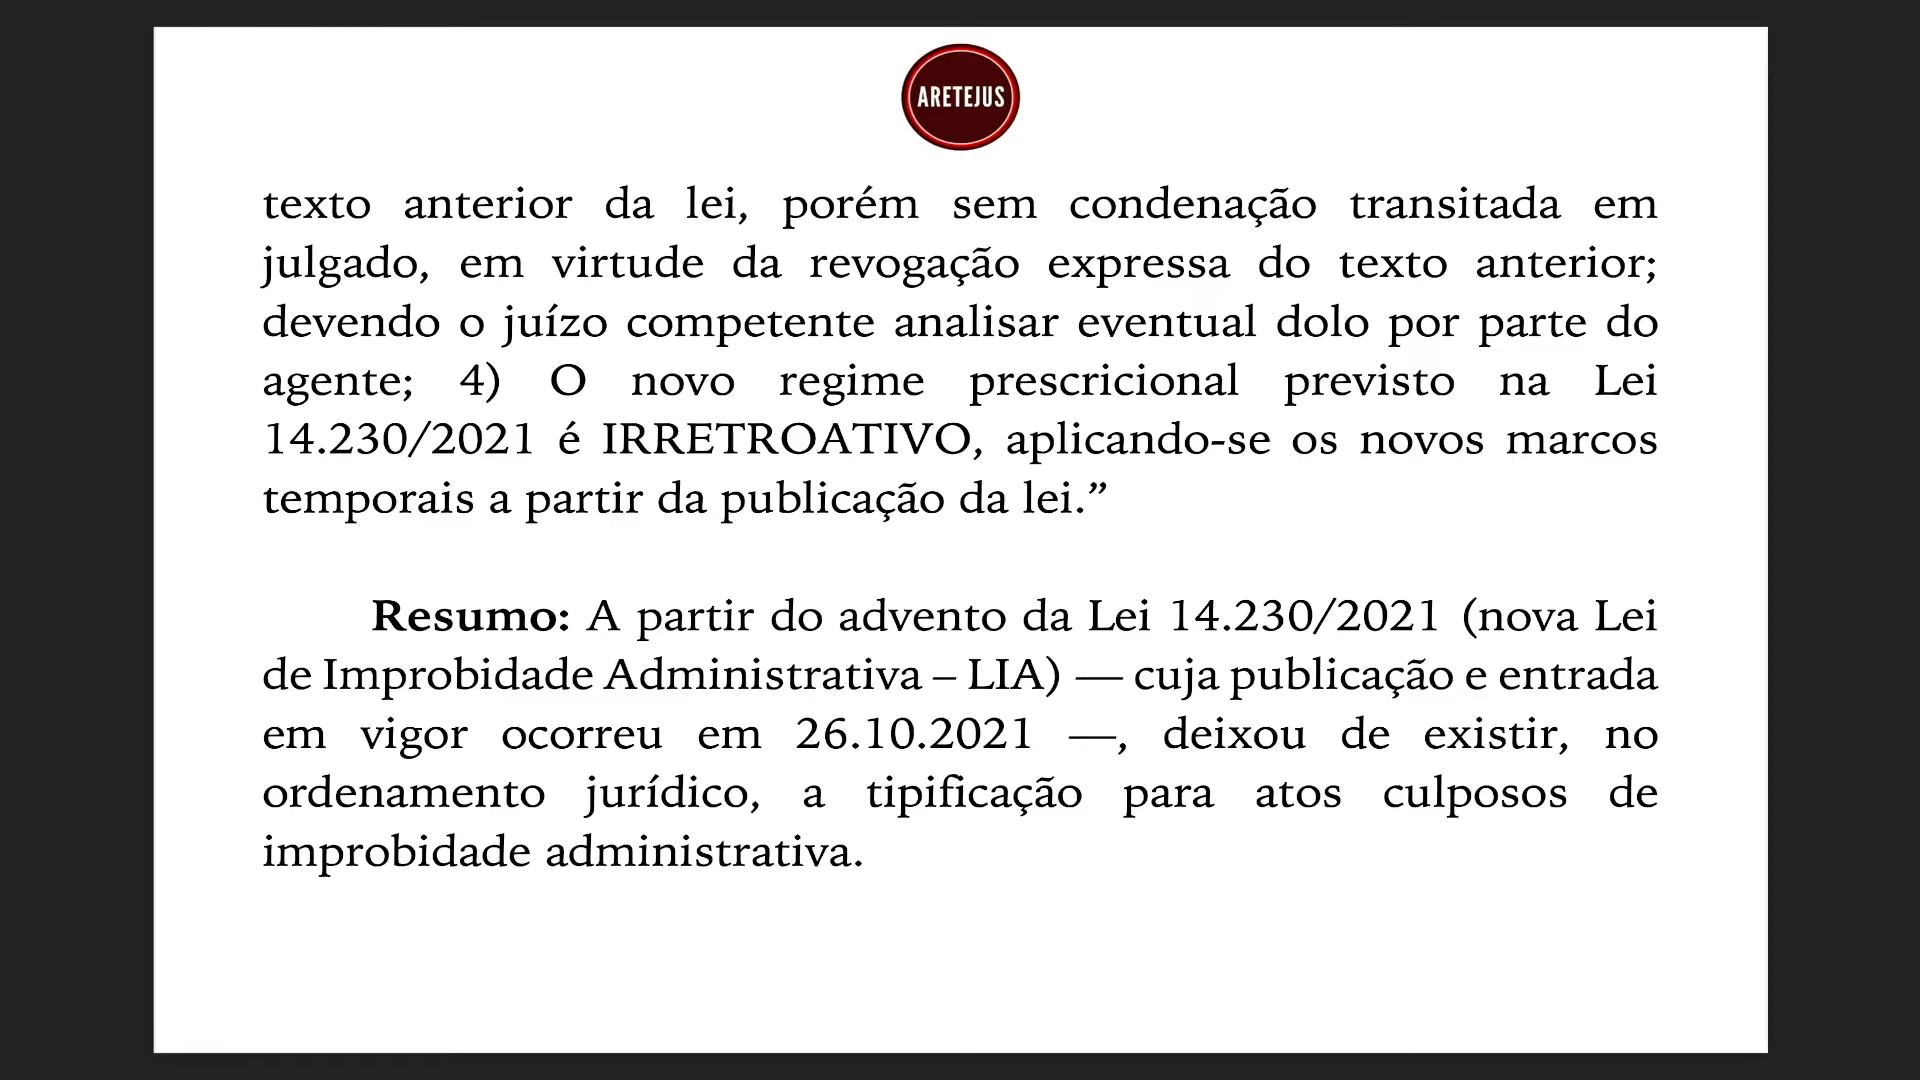 ARETEJUS
texto anterior da lei, porém sem condenação transitada em
julgado, em virtude da revogação expressa do texto anterior;
devendo o juízo competente analisar eventual dolo por parte do
agente; 4) O novo regime prescricional previsto na Lei
14.230/2021 é IRRETROATIVO, aplicando-se os novos marcos
temporais a partir da publicação da lei.”
Resumo: A partir do advento da Lei 14.230/2021 (nova Lei
de Improbidade Administrativa – LIA) — cuja publicação e entrada
em vigor ocorreu em 26.10.2021 —, deixou de existir, no
ordenamento jurídico, a tipificação para atos culposos de
improbidade administrativa.